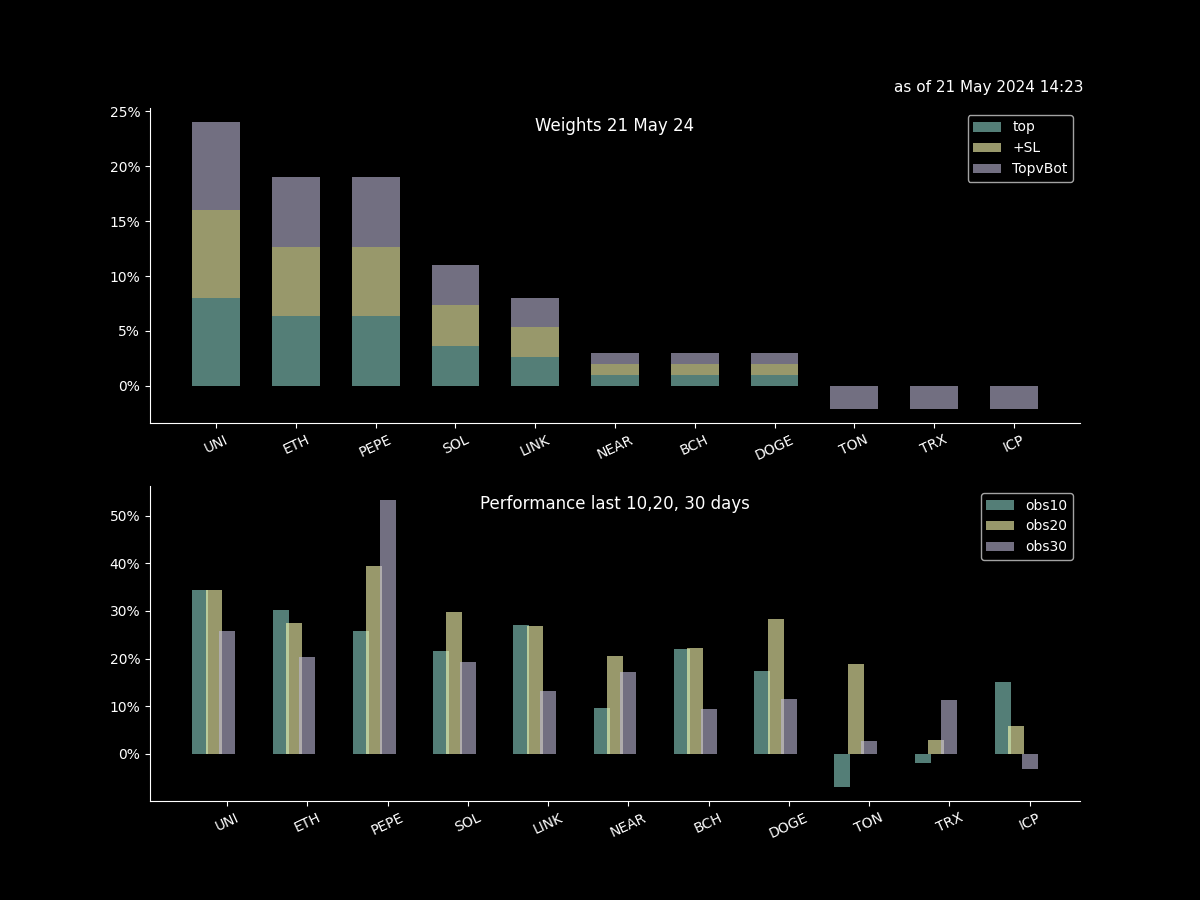 as of 21 May 2024 14:23
Weights 21 May 24
top
+SL
TopvBot
25%
20%
15%
10%
5%
0%
UNI ETH PEPE SOL LINK NEAR BCH DOGE TON TRX ICP
Performance last 10,20, 30 days
obs10
obs20
obs30
50%
40%
30%
20%
10%
0%
UNI ETH PEPE SOL LINK NEAR BCH DOGE TON TRX ICP